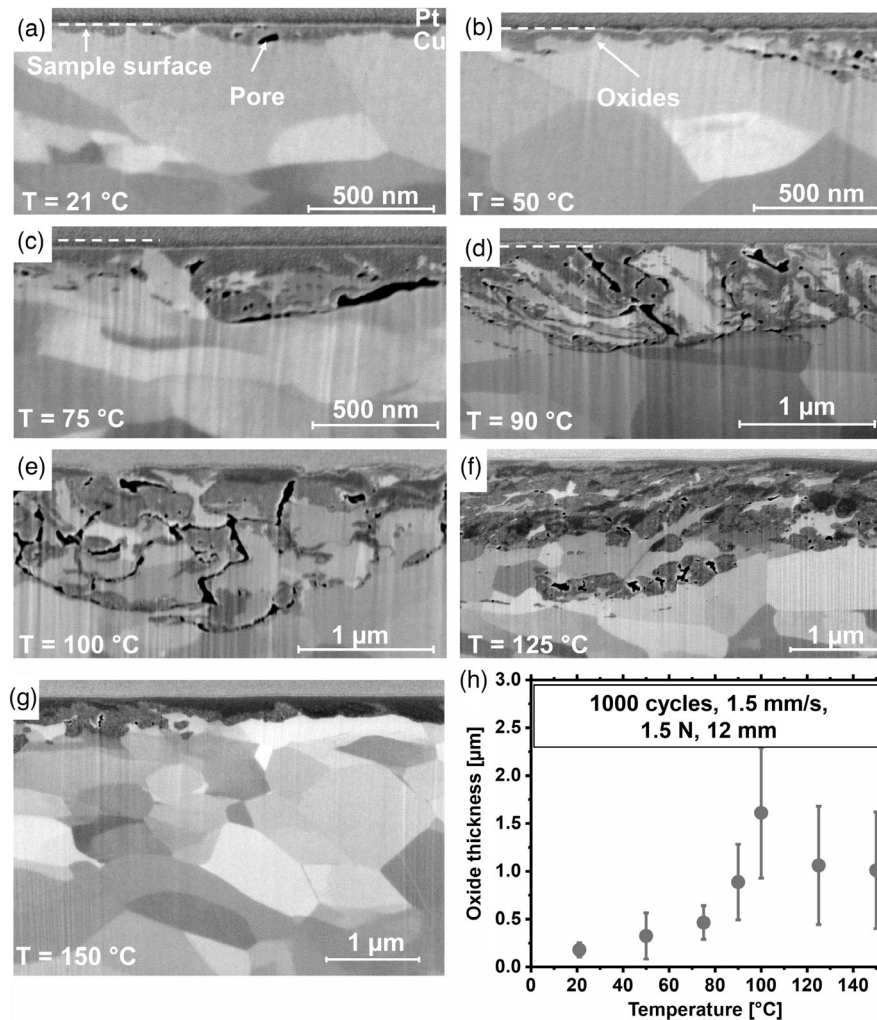 (a)
Pt
Cu
Sample surface
Pore
T = 21 °C
500 nm
(b)
Oxides
T = 50 °C
500 nm
(c)
T = 75 °C
500 nm
(d)
T = 90 °C
1 µm
(e)
T = 100 °C
1 µm
(f)
T = 125 °C
1 µm
(g)
T = 150 °C
1 µm
(h)
1000 cycles, 1.5 mm/s,
1.5 N, 12 mm
Oxide thickness [µm]
3.0
2.5
2.0
1.5
1.0
0.5
0.0
0 20 40 60 80 100 120 140
Temperature [°C]